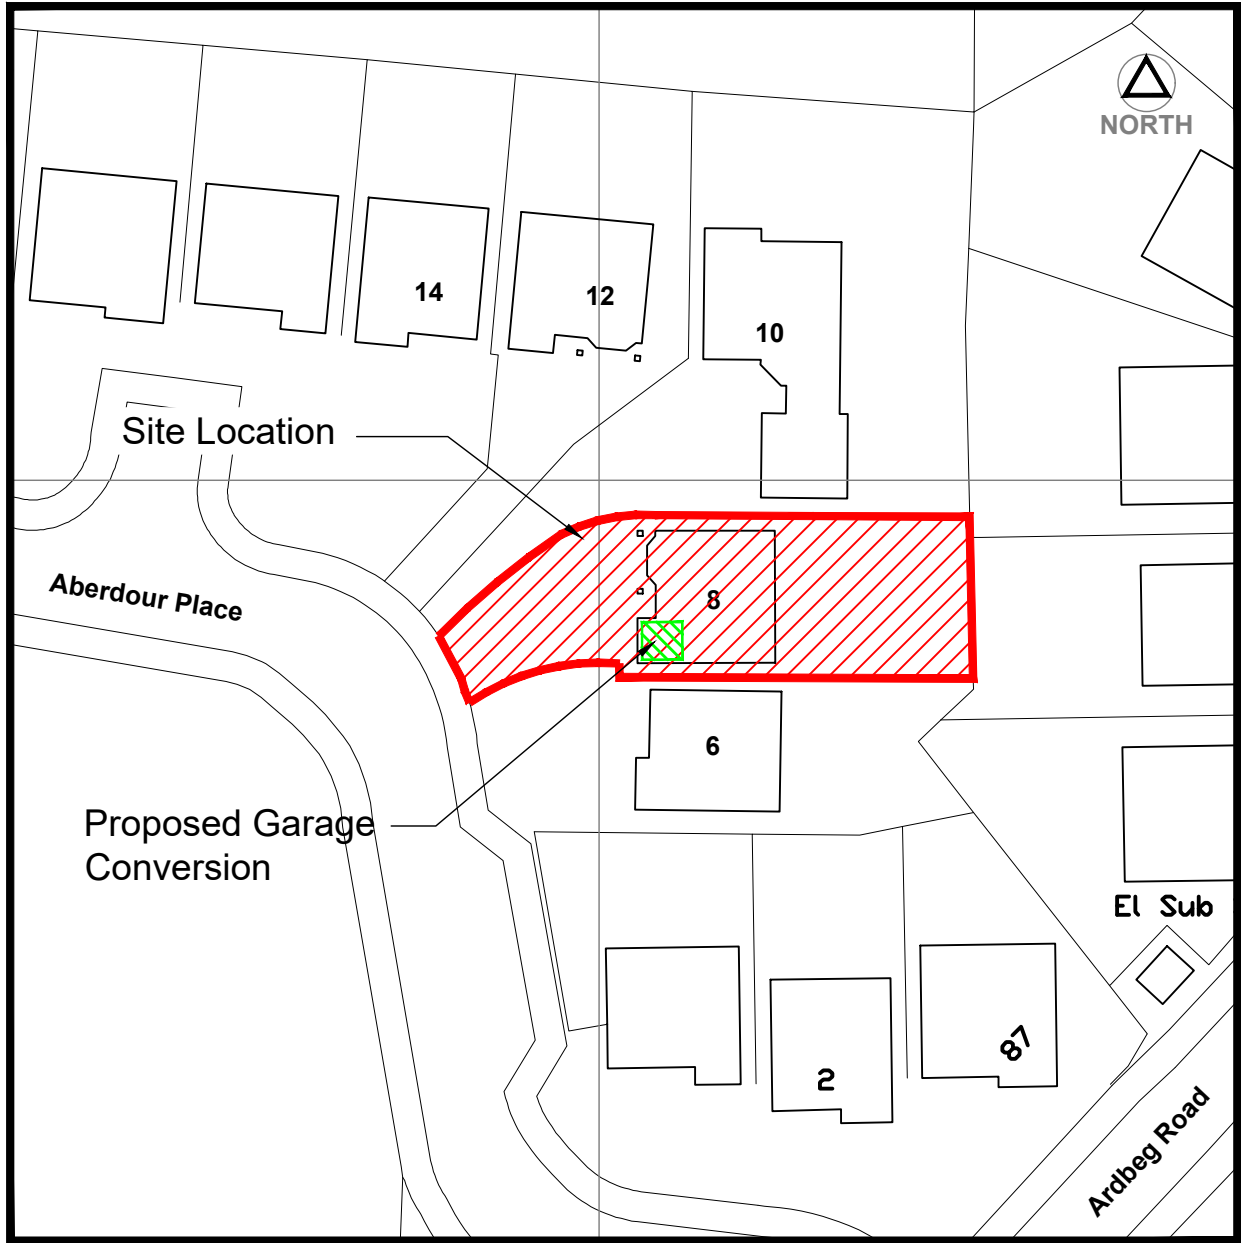 NORTH
14
12
10
Site Location
Aberdour Place
8
6
Proposed Garage
Conversion
El Sub
87
2
Ardbeg Road